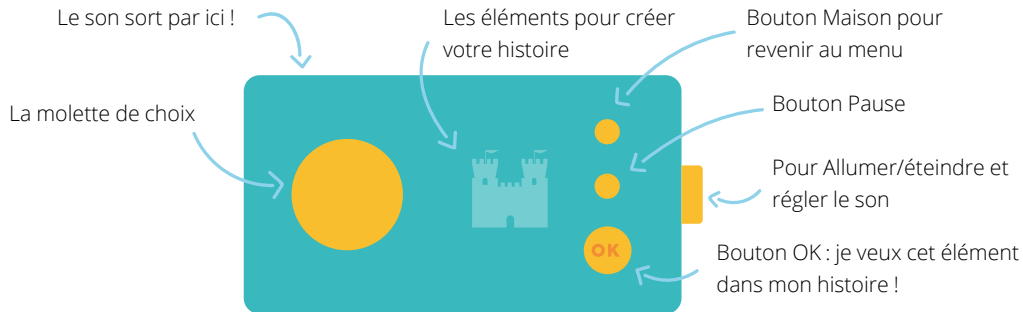 Le son sort par ici !
Les éléments pour créer
votre histoire
Bouton Maison pour
revenir au menu
La molette de choix
Bouton Pause
Pour Allumer/éteindre et
régler le son
OK
Bouton OK : je veux cet élément
dans mon histoire !